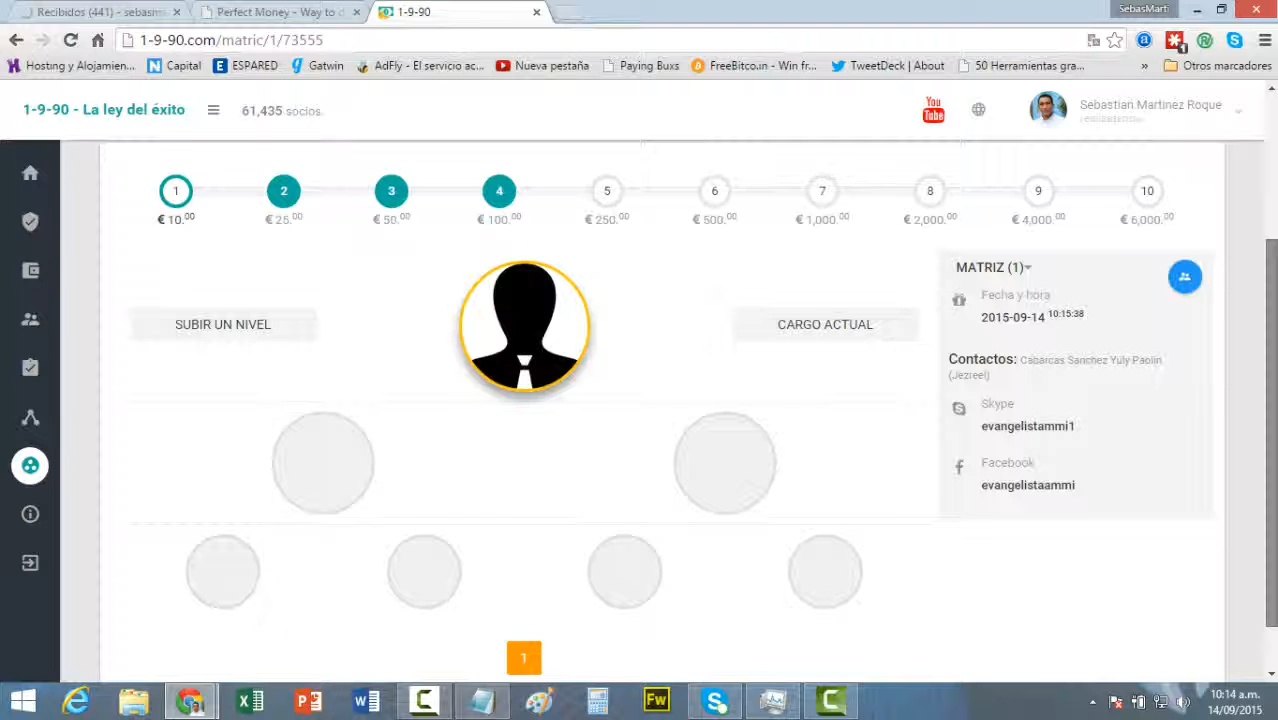 Recibidos (441) - sebasm
Perfect Money - Way to d
1-9-90
SebasMarti
1-9-90.com/matric/1/73555
Hosting y Alojamien...
Capital
ESPARED
Gatwin
AdFly - El servicio ac...
Nueva pestaña
Paying Buxs
FreeBitco.in - Win fr...
TweetDeck | About
50 Herramientas gra...
»
Otros marcadores
1-9-90 - La ley del éxito
61,435 socios.
You Tube
Sebastian Martinez Roque
1 2 3 4 5 6 7 8 9 10
€ 10.00 € 25.00 € 50.00 € 100.00 € 250.00 € 500.00 € 1,000.00 € 2,000.00 € 4,000.00 € 6,000.00
SUBIR UN NIVEL
CARGO ACTUAL
MATRIZ (1)
Fecha y hora
2015-09-14 10:15:38
Contactos: Cabarcas Sanchez Yuly Paolin
(Jezreel)
Skype
evangelistammi1
Facebook
evangelistaammi
1
Fw
10:14 a.m.
14/09/2015